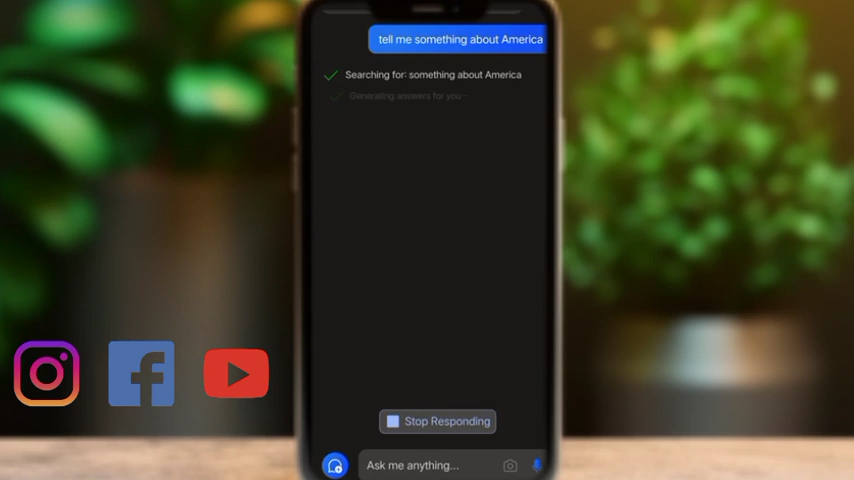 tell me something about America
Searching for: something about America
Generating answers for you...
Stop Responding
Ask me anything...